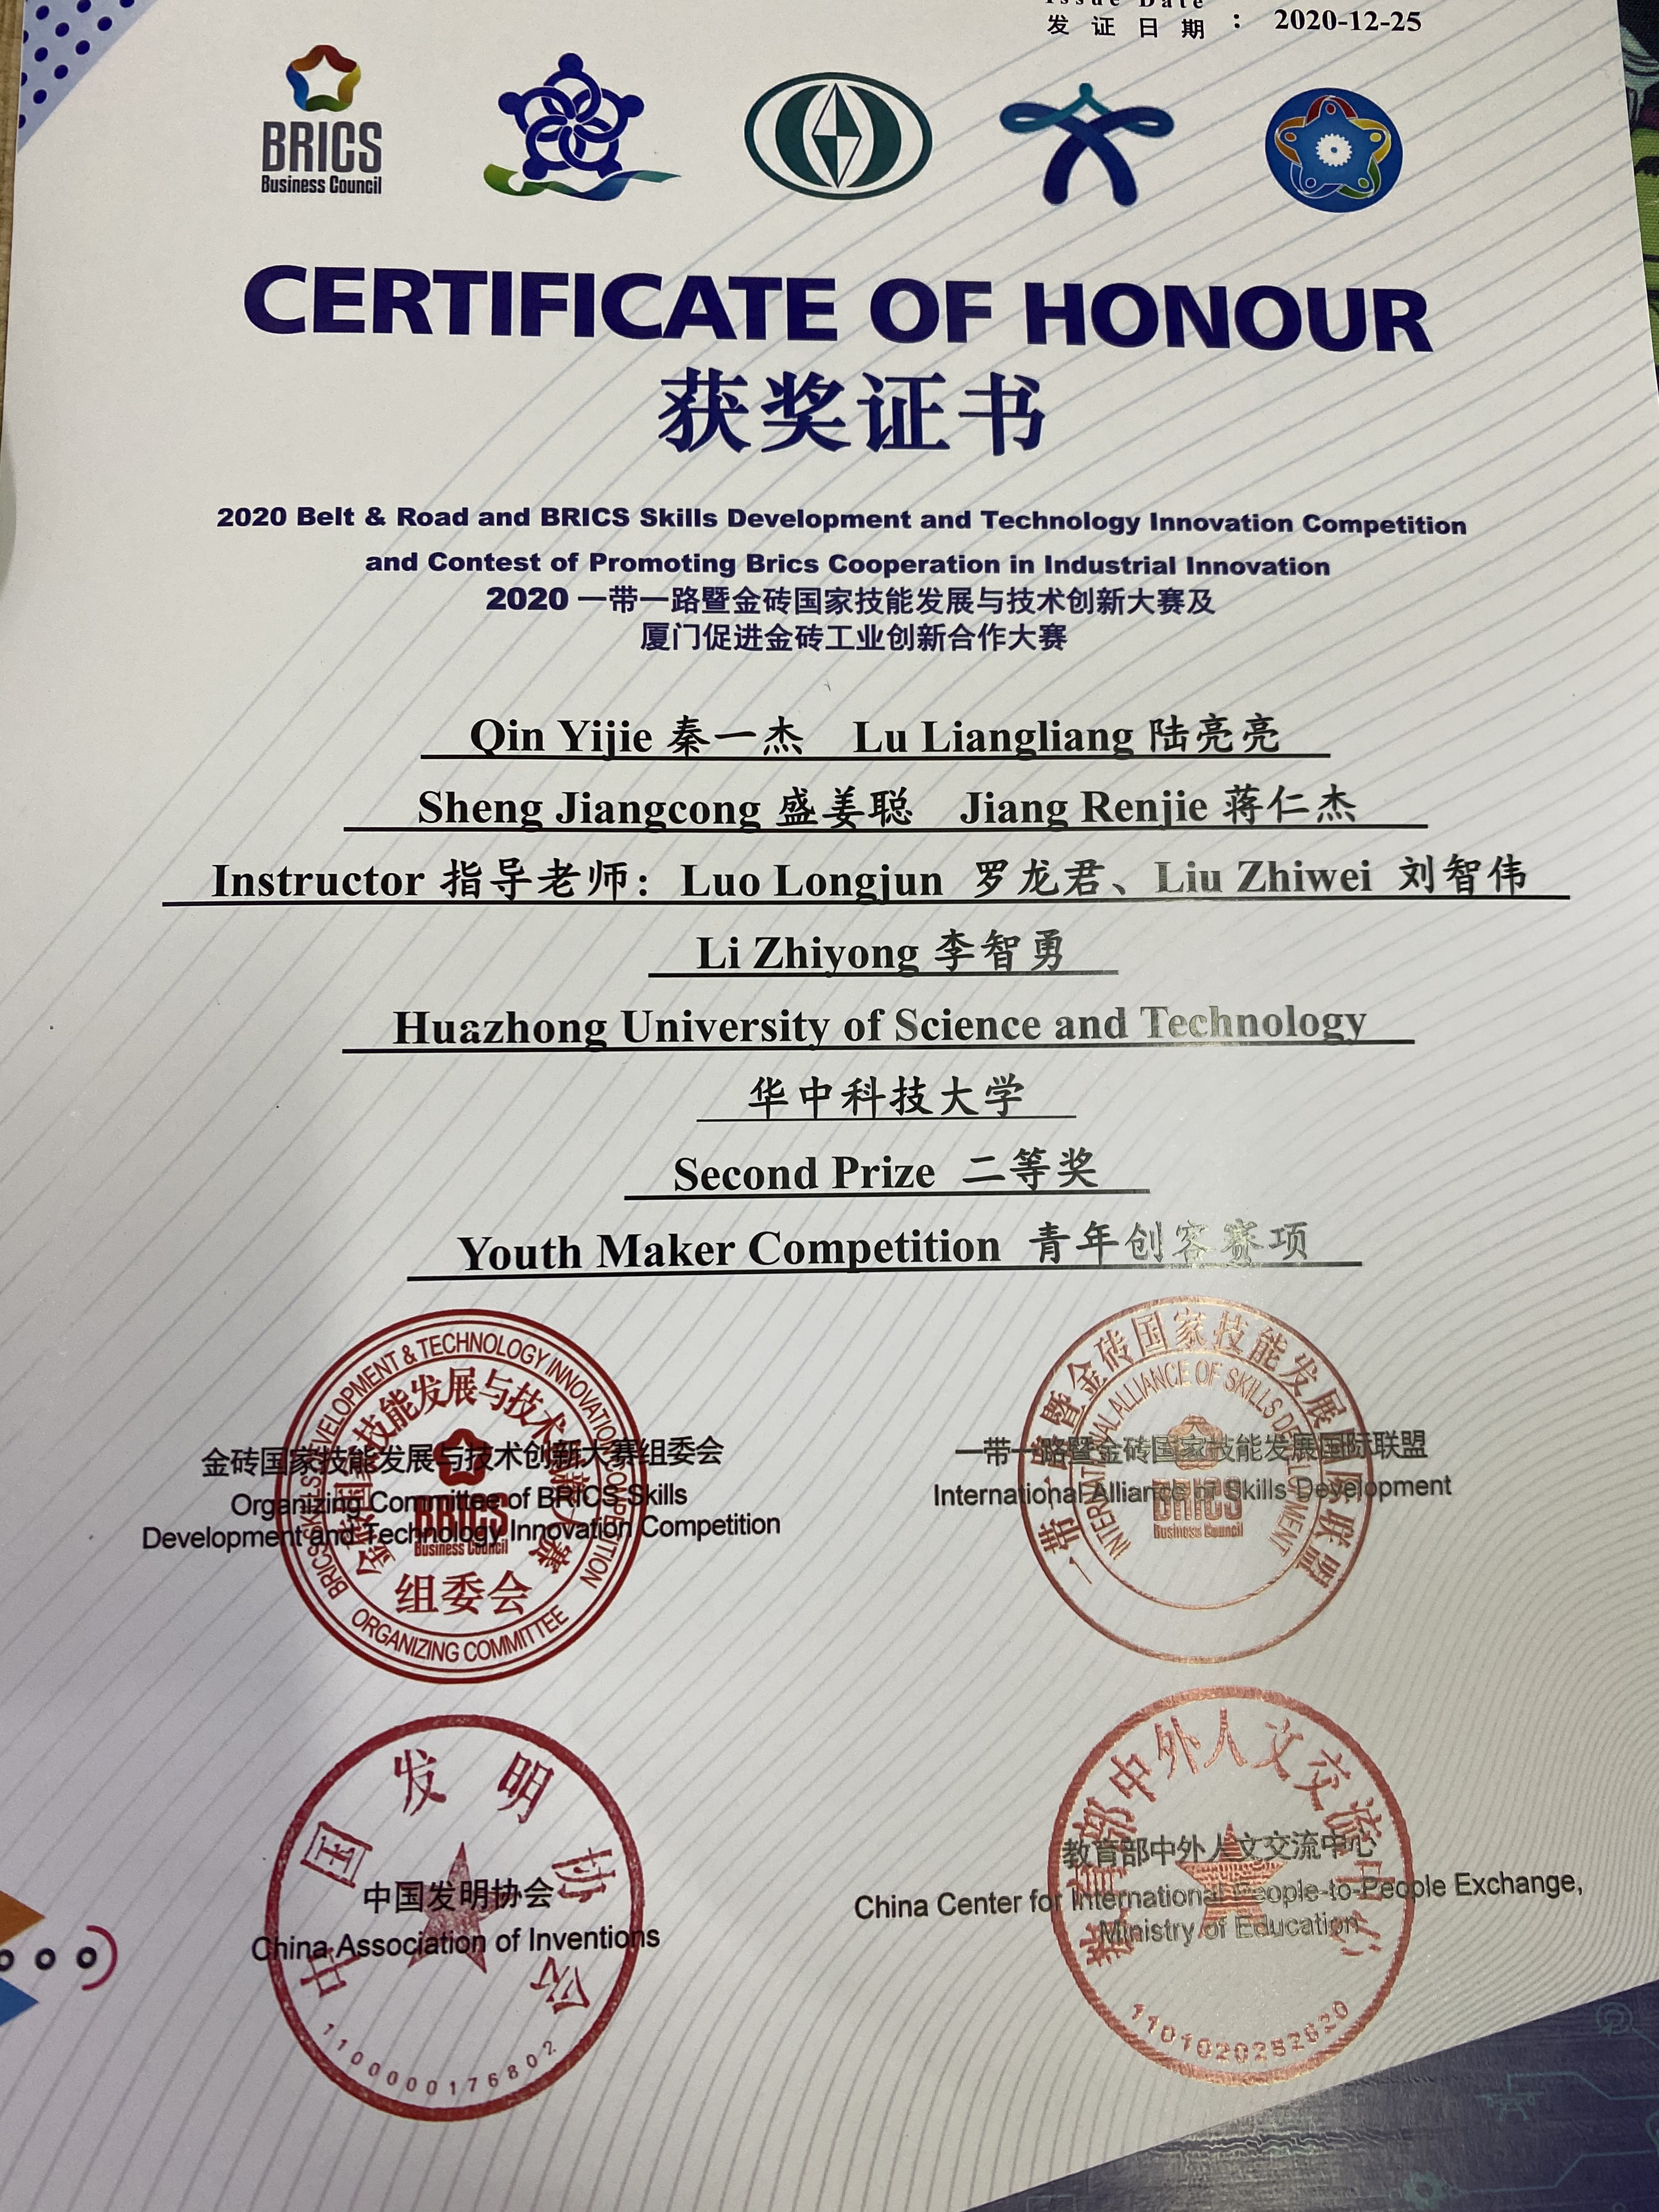 Issue Date
发证日期 : 2020-12-25
BRICS
Business Council
CERTIFICATE OF HONOUR
获奖证书
2020 Belt & Road and BRICS Skills Development and Technology Innovation Competition
and Contest of Promoting Brics Cooperation in Industrial Innovation
2020 一带一路暨金砖国家技能发展与技术创新大赛及
厦门促进金砖工业创新合作大赛
Qin Yijie 秦一杰 Lu Liangliang 陆亮亮
Sheng Jiangcong 盛姜聪 Jiang Renjie 蒋仁杰
Instructor 指导老师：Luo Longjun 罗龙君、Liu Zhiwei 刘智伟
Li Zhiyong 李智勇
Huazhong University of Science and Technology
华中科技大学
Second Prize 二等奖
Youth Maker Competition 青年创客赛项
BRICS SKILLS DEVELOPMENT & TECHNOLOGY INNOVATION COMPETITION
金砖国家技能发展与技术创新大赛
BRICS
Business Council
组委会
ORGANIZING COMMITTEE
金砖国家技能发展与技术创新大赛组委会
Organizing Committee of BRICS Skills
Development and Technology Innovation Competition
一带一路暨金砖国家技能发展国际联盟
INTERNATIONAL ALLIANCE OF SKILLS DEVELOPMENT
BRICS
Business Council
一带一路暨金砖国家技能发展国际联盟
International Alliance of Skills Development
中国发明协会
1100000176802
中国发明协会
China Association of Inventions
教育部中外人文交流中心
1101020252620
教育部中外人文交流中心
China Center for International People-to-People Exchange,
Ministry of Education